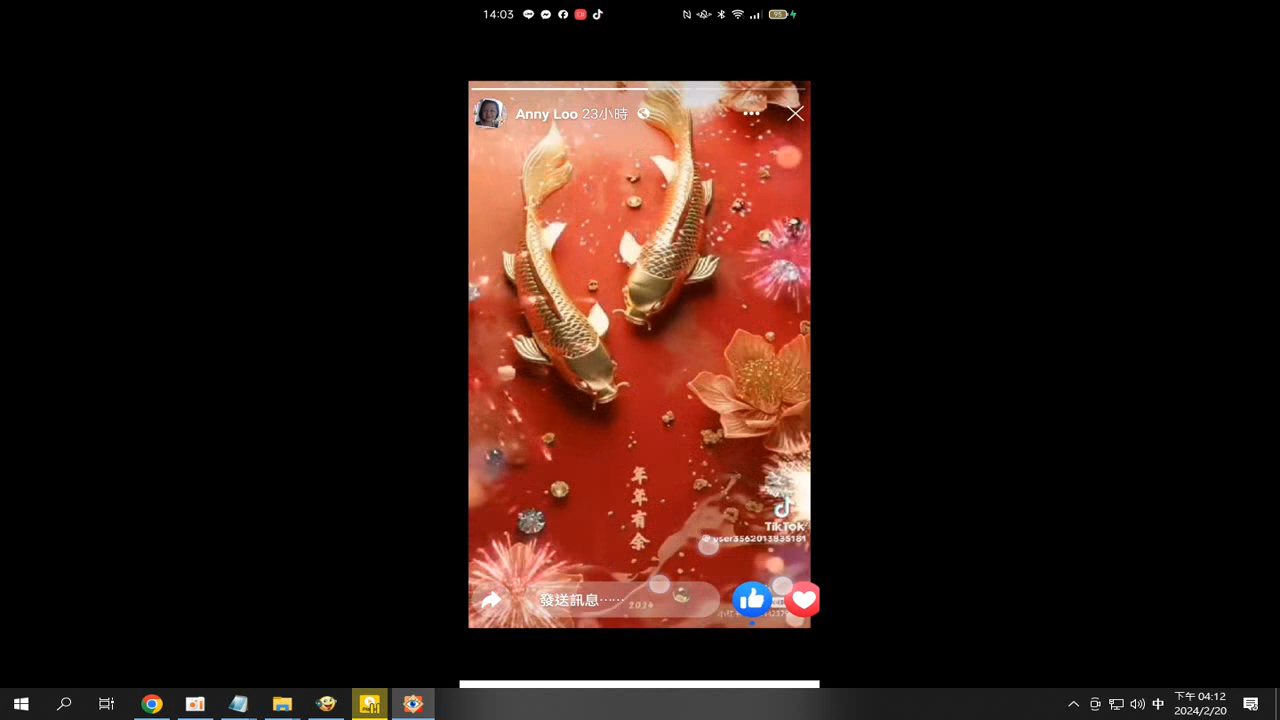 14:03
95
Anny Loo 23小時
年年有余
TikTok
user3562013835181
發送訊息……
2024
中
下午 04:12
2024/2/20